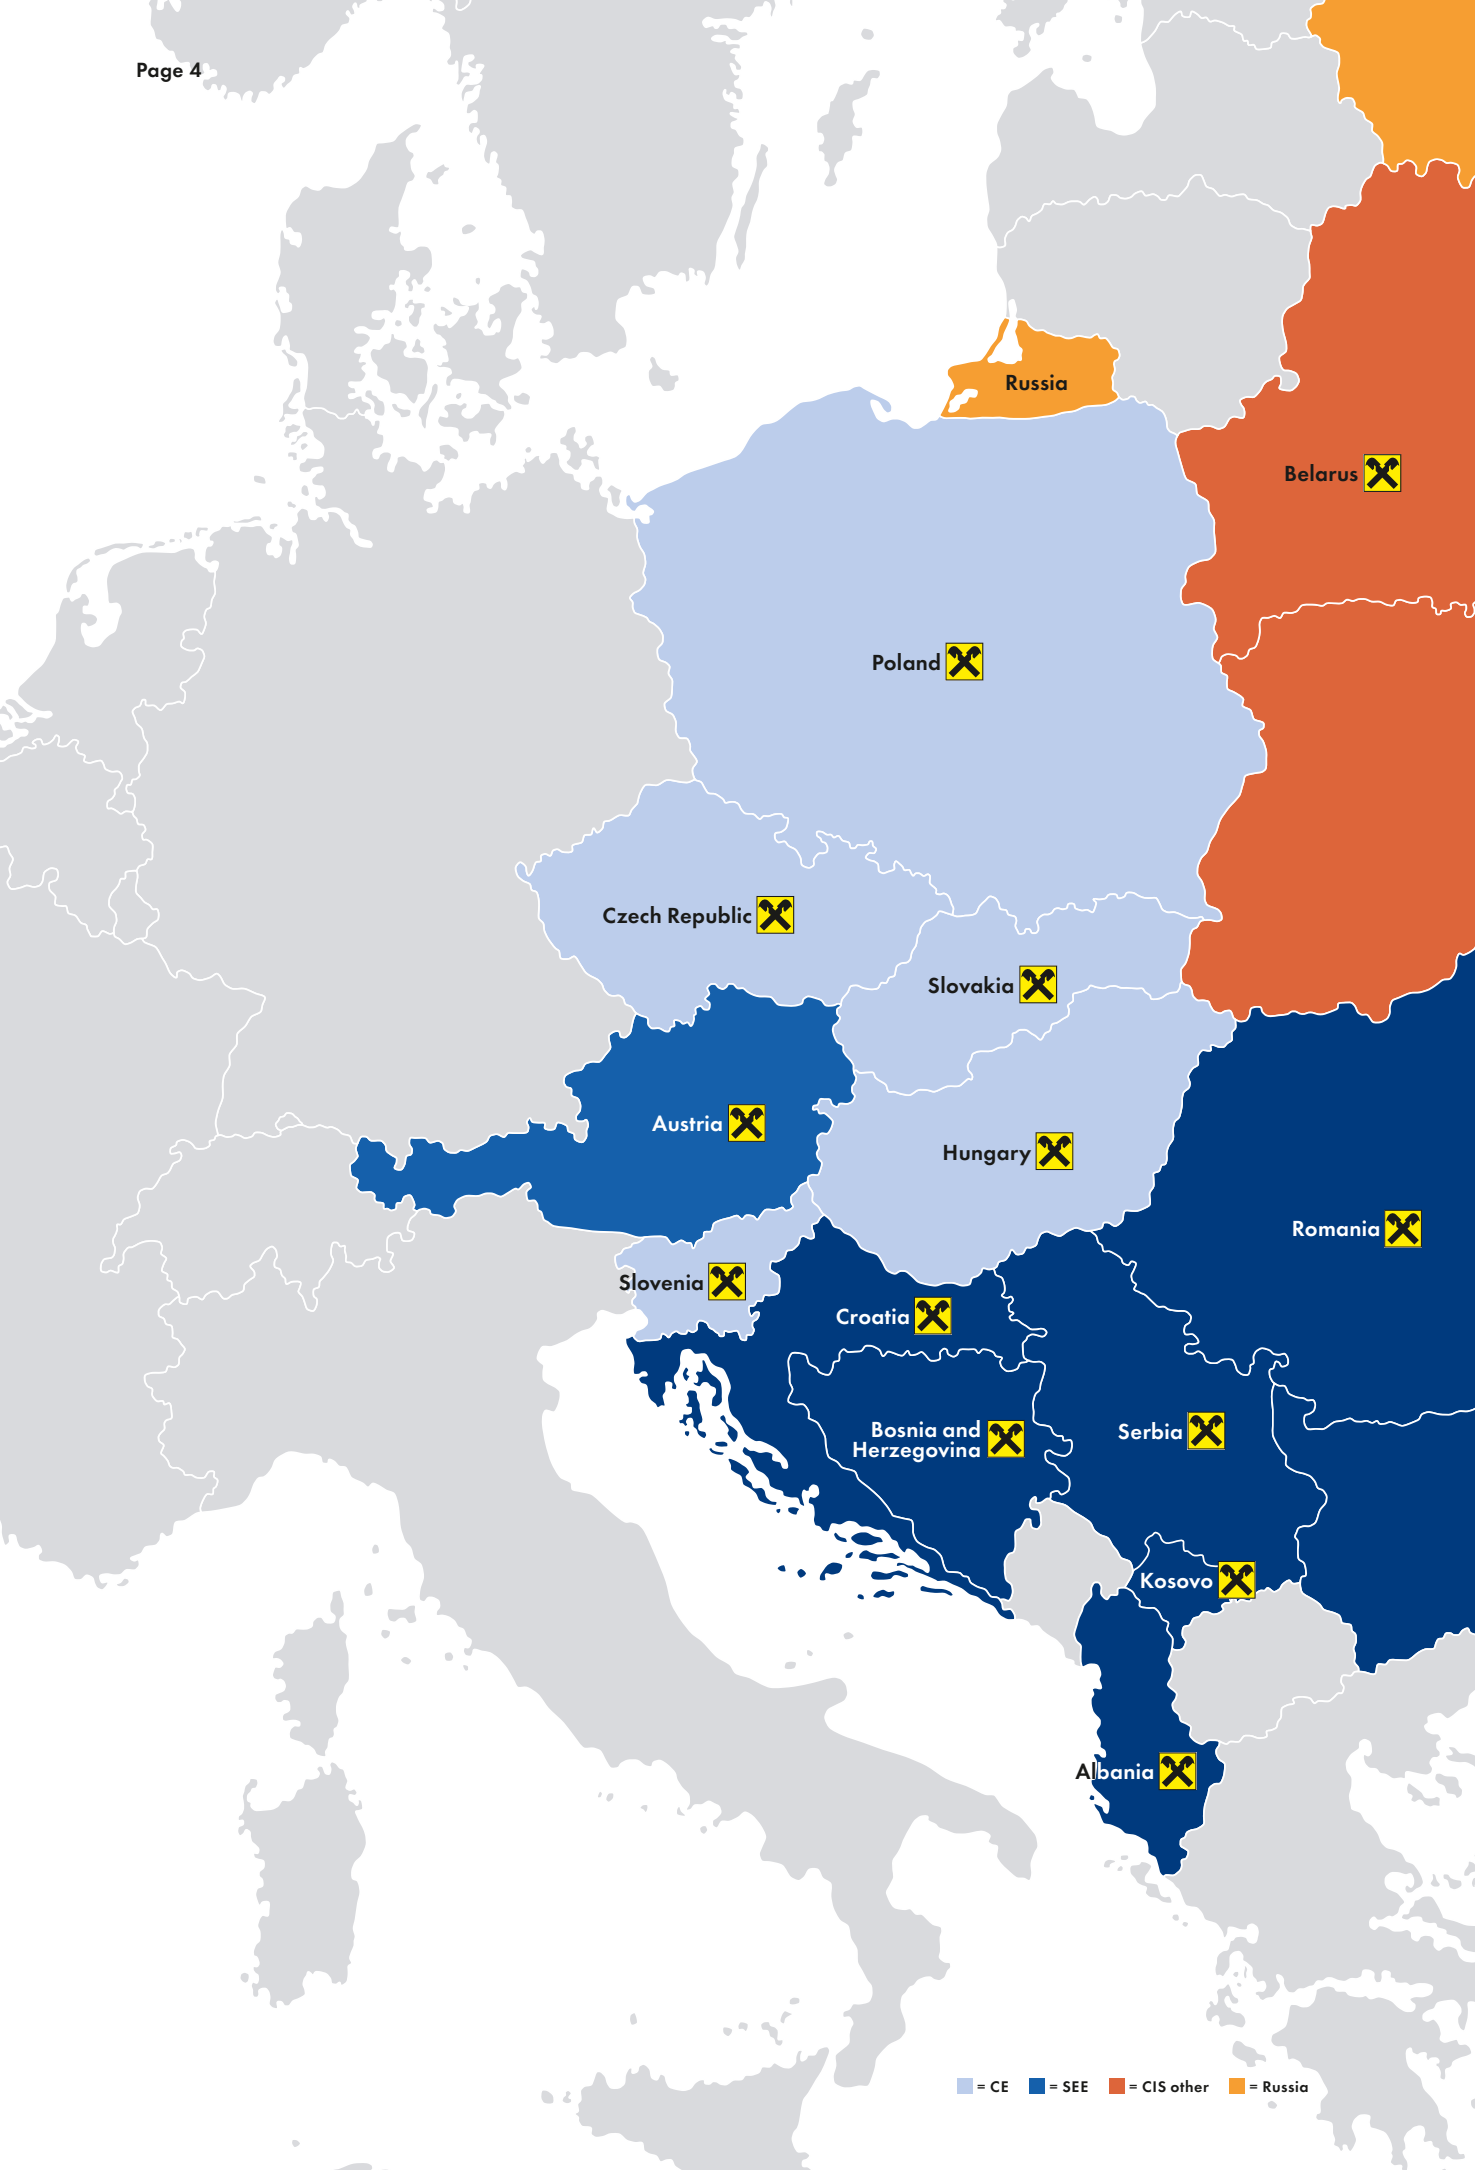 Page 4
Russia
Belarus
Poland
Czech Republic
Slovakia
Austria
Hungary
Romania
Slovenia
Croatia
Bosnia and
Herzegovina
Serbia
Kosovo
Albania
= CE = SEE = CIS other = Russia